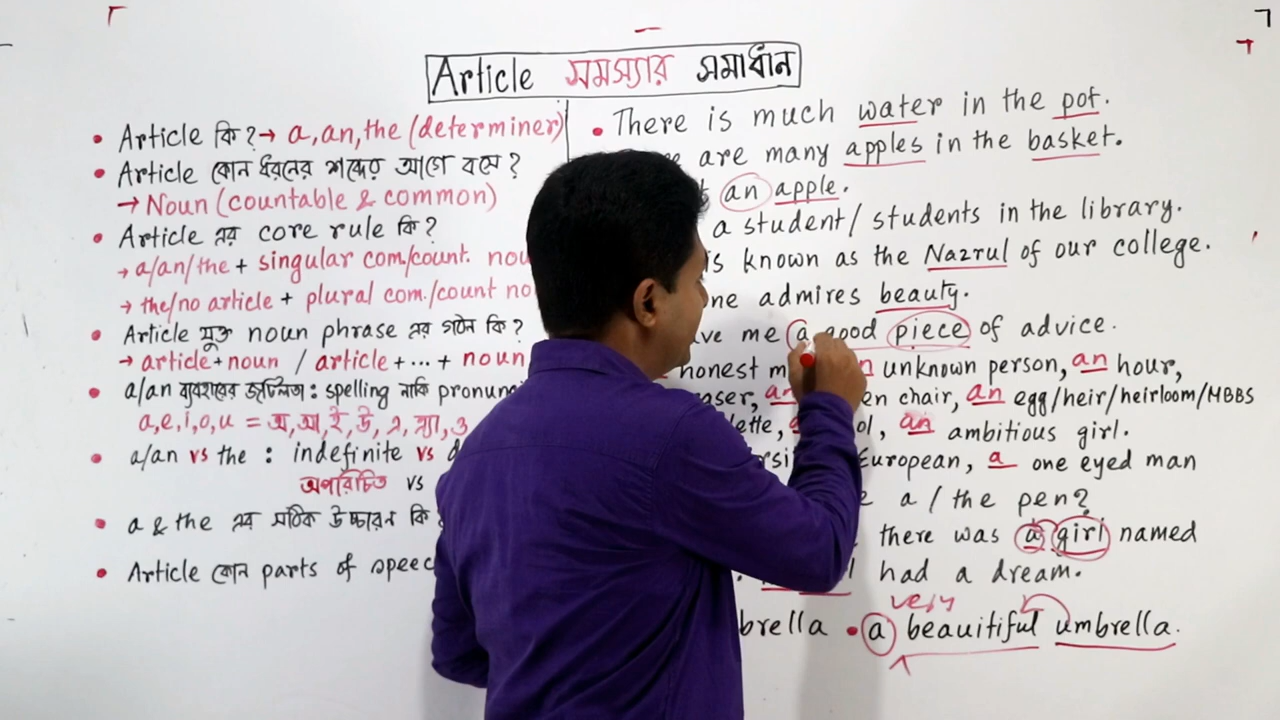 Article সমস্যার সমাধান
• Article কি? → a, an, the (determiner)
• Article কোন ধরনের শব্দের আগে বসে?
→ Noun (countable & common)
• Article এর core rule কি?
→ a/an/the + singular com/count. nou
→ the/no article + plural com./count no
• Article যুক্ত noun phrase এর গঠন কি?
→ article + noun / article + ... + noun
• a/an ব্যবহারের জটিলতা : spelling নাকি pronun
a, e, i, o, u = অ, আ, ই, উ, এ, অ্যা, ও
• a/an vs the : indefinite vs d
অপরিচিত vs
• a & the এর সঠিক উচ্চারন কি
• Article কোন parts of speec
• There is much water in the pot.
are many apples in the basket.
an apple.
a student/ students in the library.
is known as the Nazrul of our college.
one admires beauty.
ve me a good piece of advice.
honest m n unknown person, an hour,
an en chair, an egg/heir/heirloom/MBBS
lette, ol, an ambitious girl.
European, a one eyed man
a / the pen?
there was a girl named
had a dream.
brella • a very beauitiful umbrella.